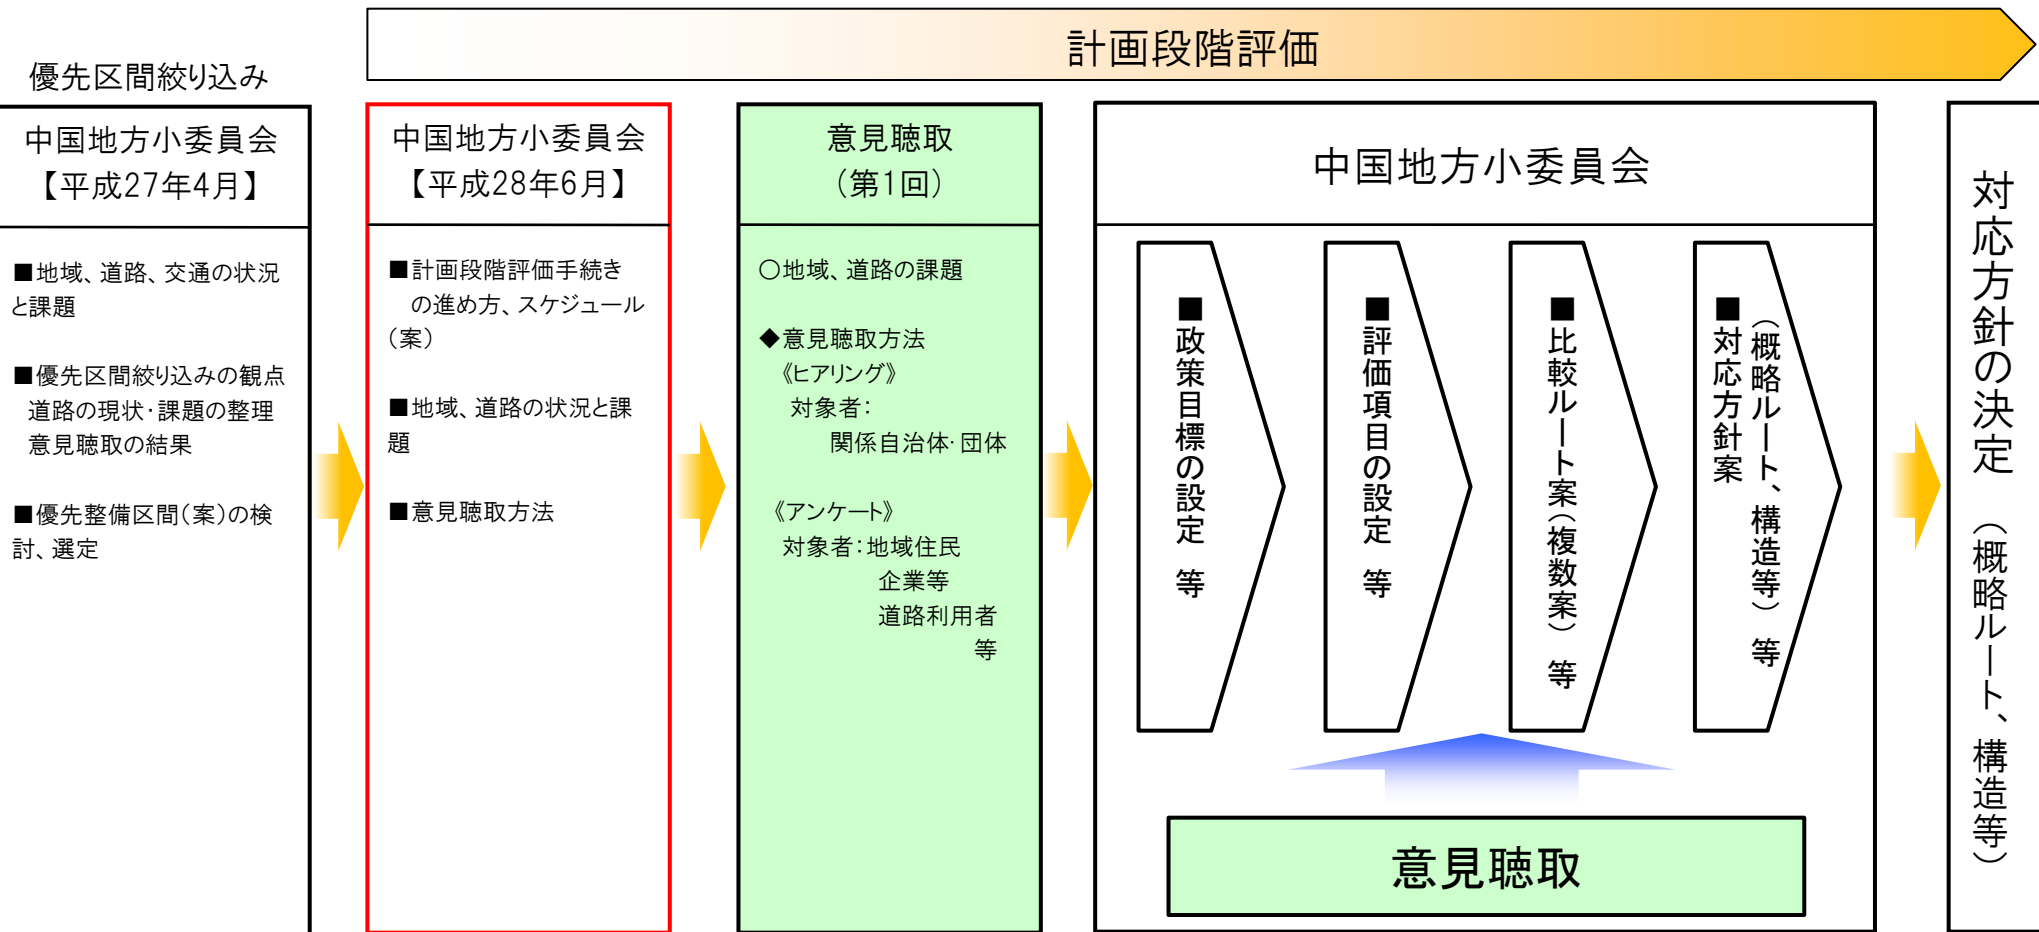 計画段階評価
優先区間絞り込み
中国地方小委員会
【平成27年4月】
■地域、道路、交通の状況
と課題
■優先区間絞り込みの観点
道路の現状・課題の整理
意見聴取の結果
■優先整備区間(案)の検
討、選定
中国地方小委員会
【平成28年6月】
■計画段階評価手続き
の進め方、スケジュール
(案)
■地域、道路の状況と課
題
■意見聴取方法
意見聴取
(第1回)
○地域、道路の課題
◆意見聴取方法
《ヒアリング》
対象者:
関係自治体・団体
《アンケート》
対象者:地域住民
企業等
道路利用者
等
中国地方小委員会
■政策目標の設定 等
■評価項目の設定 等
■比較ルート案(複数案) 等
■対応方針案
(概略ルート、構造等) 等
意見聴取
対応方針の決定 (概略ルート、構造等)